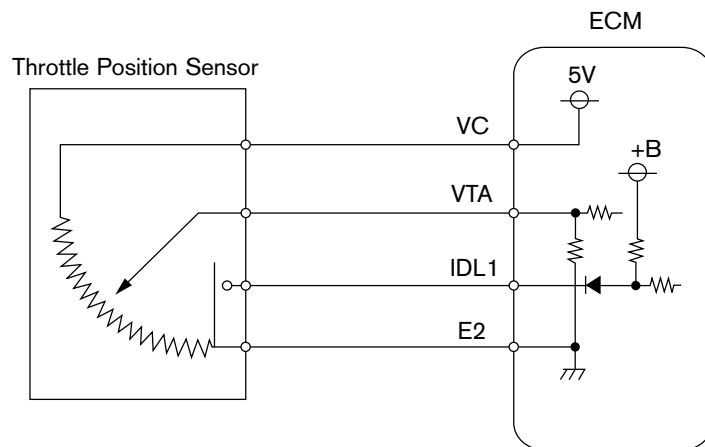 ECM
Throttle Position Sensor
5V
VC
+B
VTA
IDL1
E2